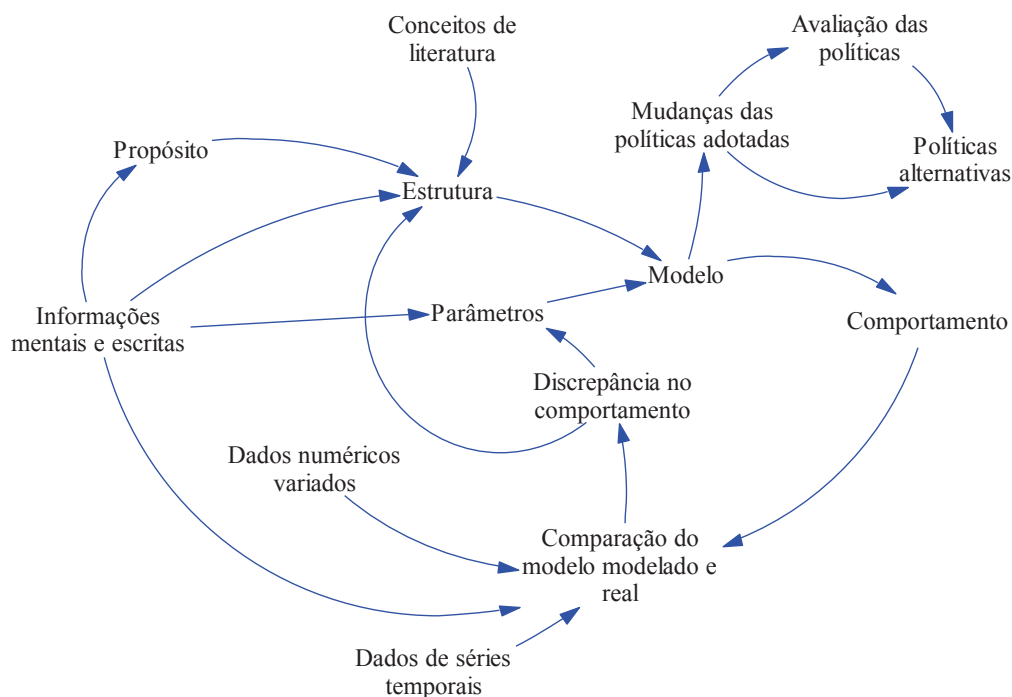 Conceitos de
literatura
Avaliação das
políticas
Mudanças das
políticas adotadas
Propósito
Políticas
alternativas
Estrutura
Modelo
Informações
mentais e escritas
Parâmetros
Comportamento
Discrepância no
comportamento
Dados numéricos
variados
Comparação do
modelo modelado e
real
Dados de séries
temporais